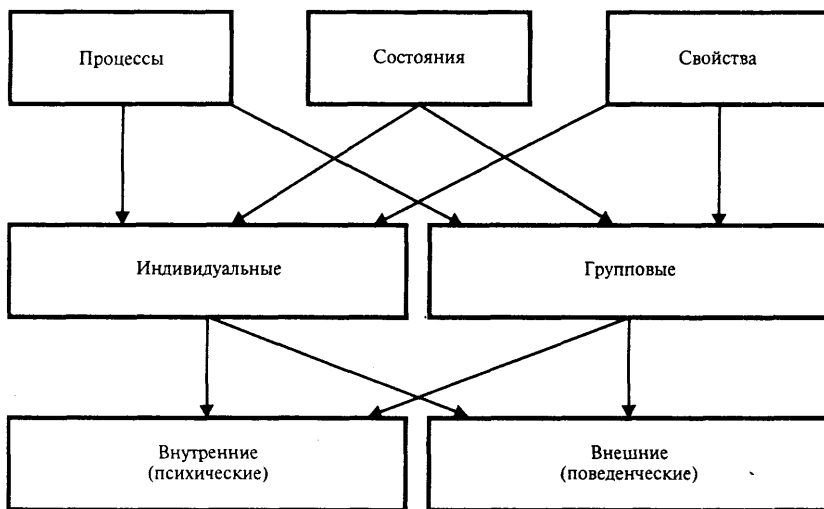 Процессы
Состояния
Свойства
Индивидуальные
Групповые
Внутренние
(психические)
Внешние
(поведенческие)